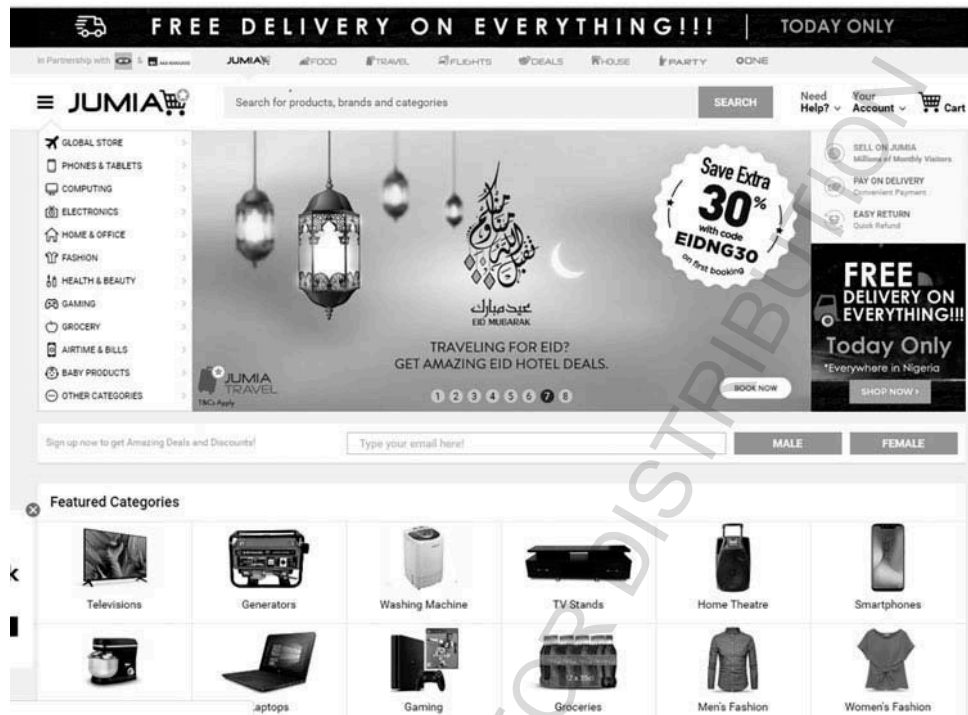 FREE DELIVERY ON EVERYTHING!!! | TODAY ONLY
In Partnership with & 
JUMIA FOOD TRAVEL FLIGHTS DEALS HOUSE PARTY ONE
JUMIA
Search for products, brands and categories
SEARCH
Need Help?
Your Account
Cart
GLOBAL STORE
PHONES & TABLETS
COMPUTING
ELECTRONICS
HOME & OFFICE
FASHION
HEALTH & BEAUTY
GAMING
GROCERY
AIRTIME & BILLS
BABY PRODUCTS
OTHER CATEGORIES
تقبل الله منا ومنكم
عيد مبارك
EID MUBARAK
TRAVELING FOR EID?
GET AMAZING EID HOTEL DEALS.
Save Extra
30%
with code
EIDNG30
on first booking
JUMIA
TRAVEL
T&Cs Apply
1 2 3 4 5 6 7 8
BOOK NOW
SELL ON JUMIA
Millions of Monthly Visitors
PAY ON DELIVERY
Convenient Payment
EASY RETURN
Quick Refund
FREE
DELIVERY ON
EVERYTHING!!!
Today Only
*Everywhere in Nigeria
SHOP NOW
Sign up now to get Amazing Deals and Discounts!
Type your email here!
MALE
FEMALE
Featured Categories
Televisions
Generators
Washing Machine
TV Stands
Home Theatre
Smartphones
k
aptops
Gaming
Groceries
Men's Fashion
Women's Fashion
FOR DISTRIBUTION